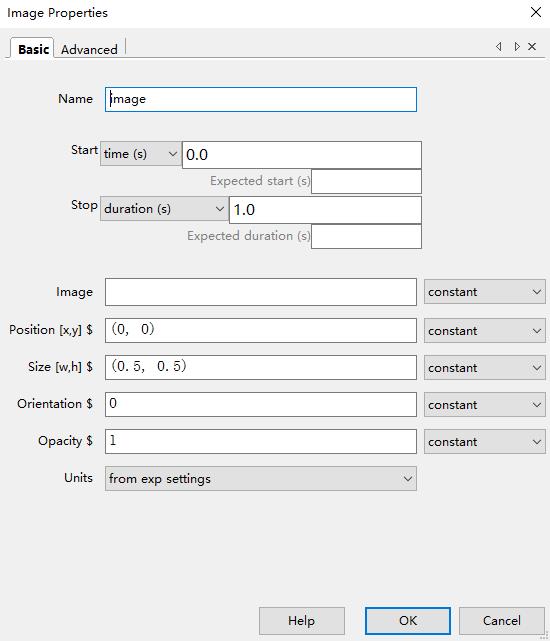 Image Properties
Basic Advanced
Name image
Start time (s) 0.0
Expected start (s)
Stop duration (s) 1.0
Expected duration (s)
Image constant
Position [x,y] $ (0, 0) constant
Size [w,h] $ (0.5, 0.5) constant
Orientation $ 0 constant
Opacity $ 1 constant
Units from exp settings
Help OK Cancel